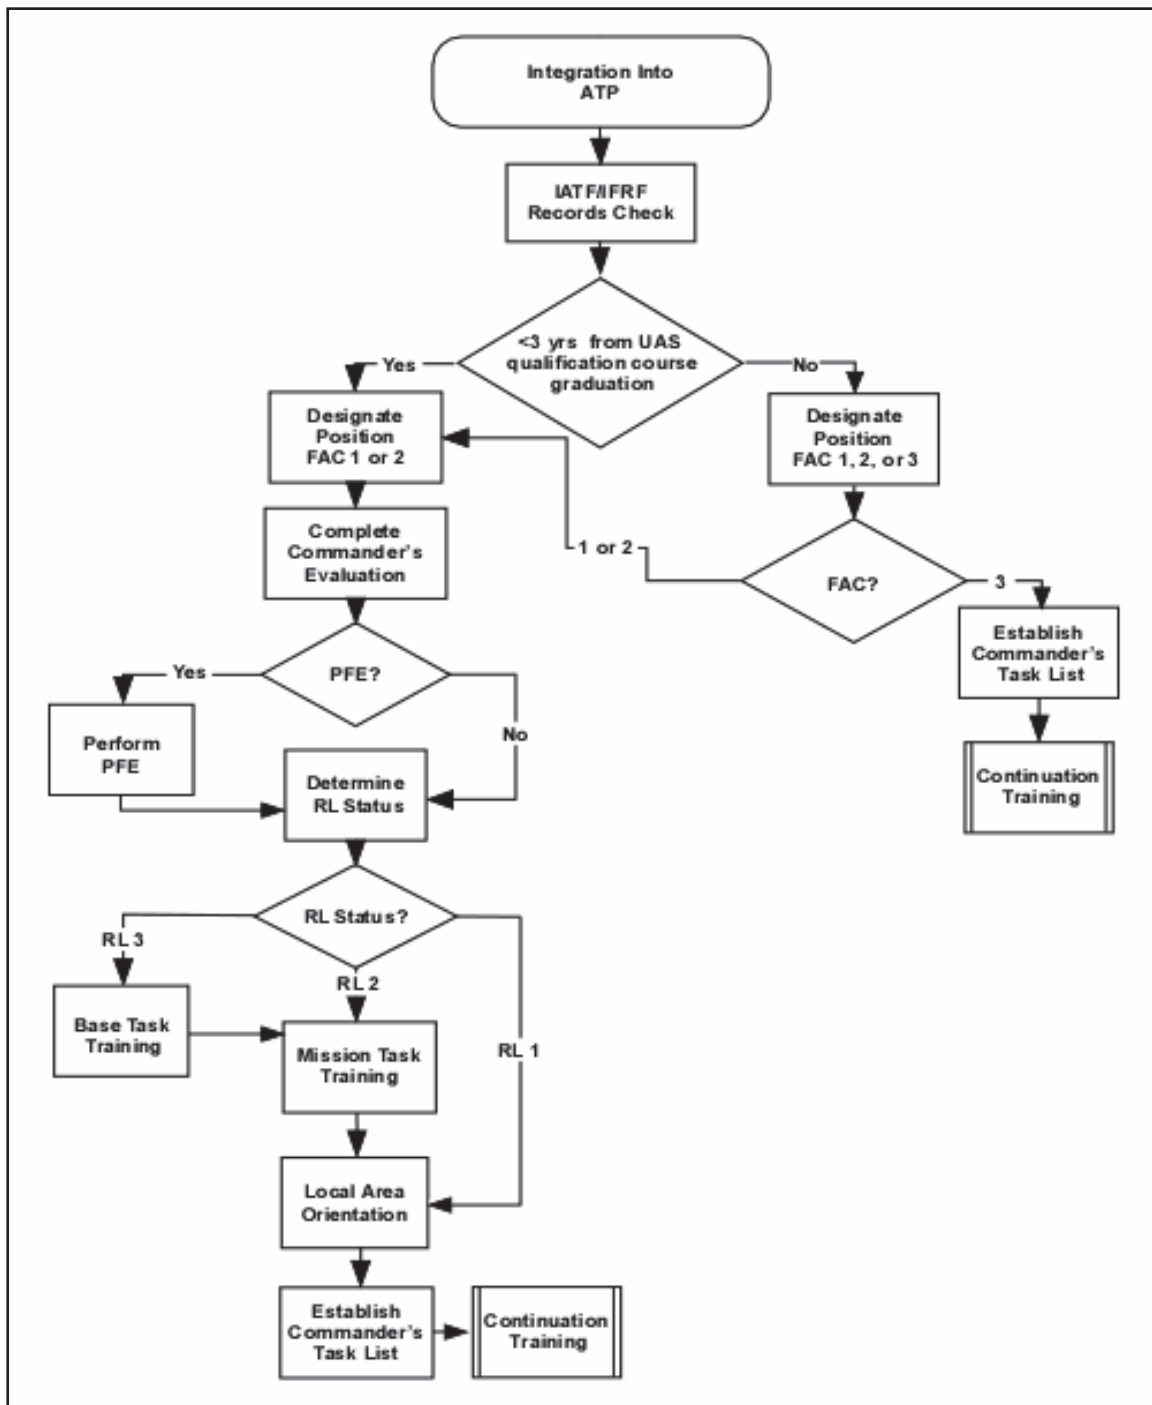 Integration Into
ATP
IATF/IFRF
Records Check
<3 yrs from UAS
qualification course
graduation
Yes
No
Designate
Position
FAC 1 or 2
Designate
Position
FAC 1, 2, or 3
Complete
Commander's
Evaluation
1 or 2
FAC?
3
Establish
Commander's
Task List
Continuation
Training
PFE?
Yes
No
Perform
PFE
Determine
RL Status
RL Status?
RL 3
RL 2
RL 1
Base Task
Training
Mission Task
Training
Local Area
Orientation
Establish
Commander's
Task List
Continuation
Training